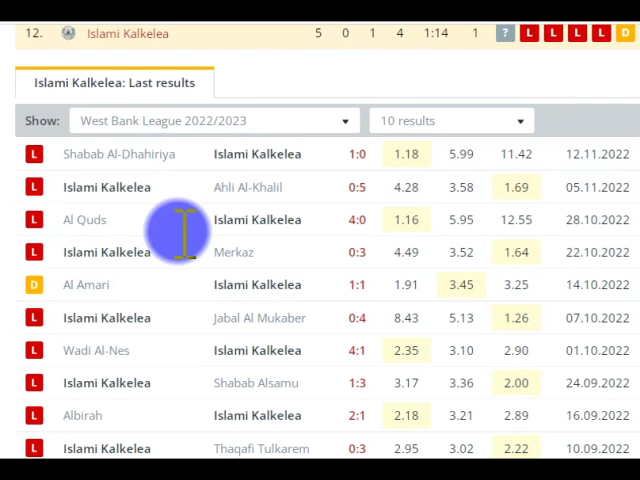 12. Islami Kalkelea 5 0 1 4 1:14 1 ? L L L L D
Islami Kalkelea: Last results
Show: West Bank League 2022/2023 10 results
L Shabab Al-Dhahiriya Islami Kalkelea 1:0 1.18 5.99 11.42 12.11.2022
L Islami Kalkelea Ahli Al-Khalil 0:5 4.28 3.58 1.69 05.11.2022
L Al Quds Islami Kalkelea 4:0 1.16 5.95 12.55 28.10.2022
L Islami Kalkelea Merkaz 0:3 4.49 3.52 1.64 22.10.2022
D Al Amari Islami Kalkelea 1:1 1.91 3.45 3.25 14.10.2022
L Islami Kalkelea Jabal Al Mukaber 0:4 8.43 5.13 1.26 07.10.2022
L Wadi Al-Nes Islami Kalkelea 4:1 2.35 3.10 2.90 01.10.2022
L Islami Kalkelea Shabab Alsamu 1:3 3.17 3.36 2.00 24.09.2022
L Albirah Islami Kalkelea 2:1 2.18 3.21 2.89 16.09.2022
L Islami Kalkelea Thaqafi Tulkarem 0:3 2.95 3.02 2.22 10.09.2022